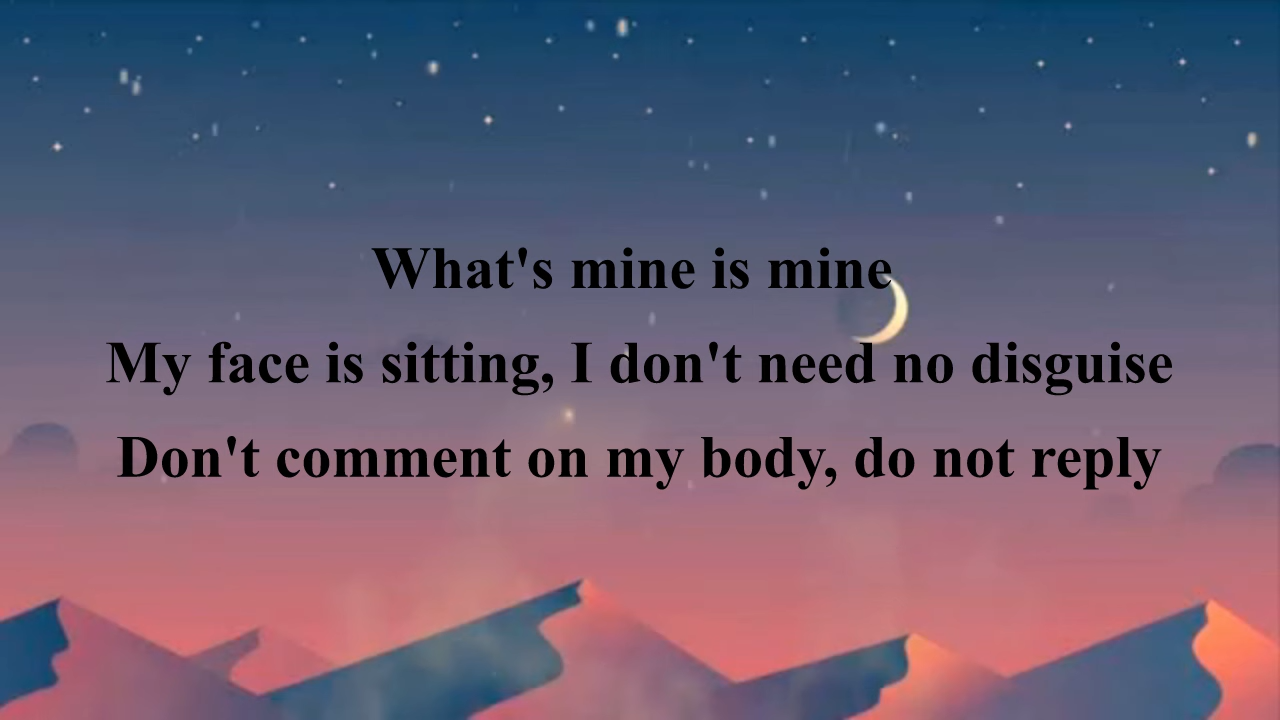 What's mine is mine
My face is sitting, I don't need no disguise
Don't comment on my body, do not reply